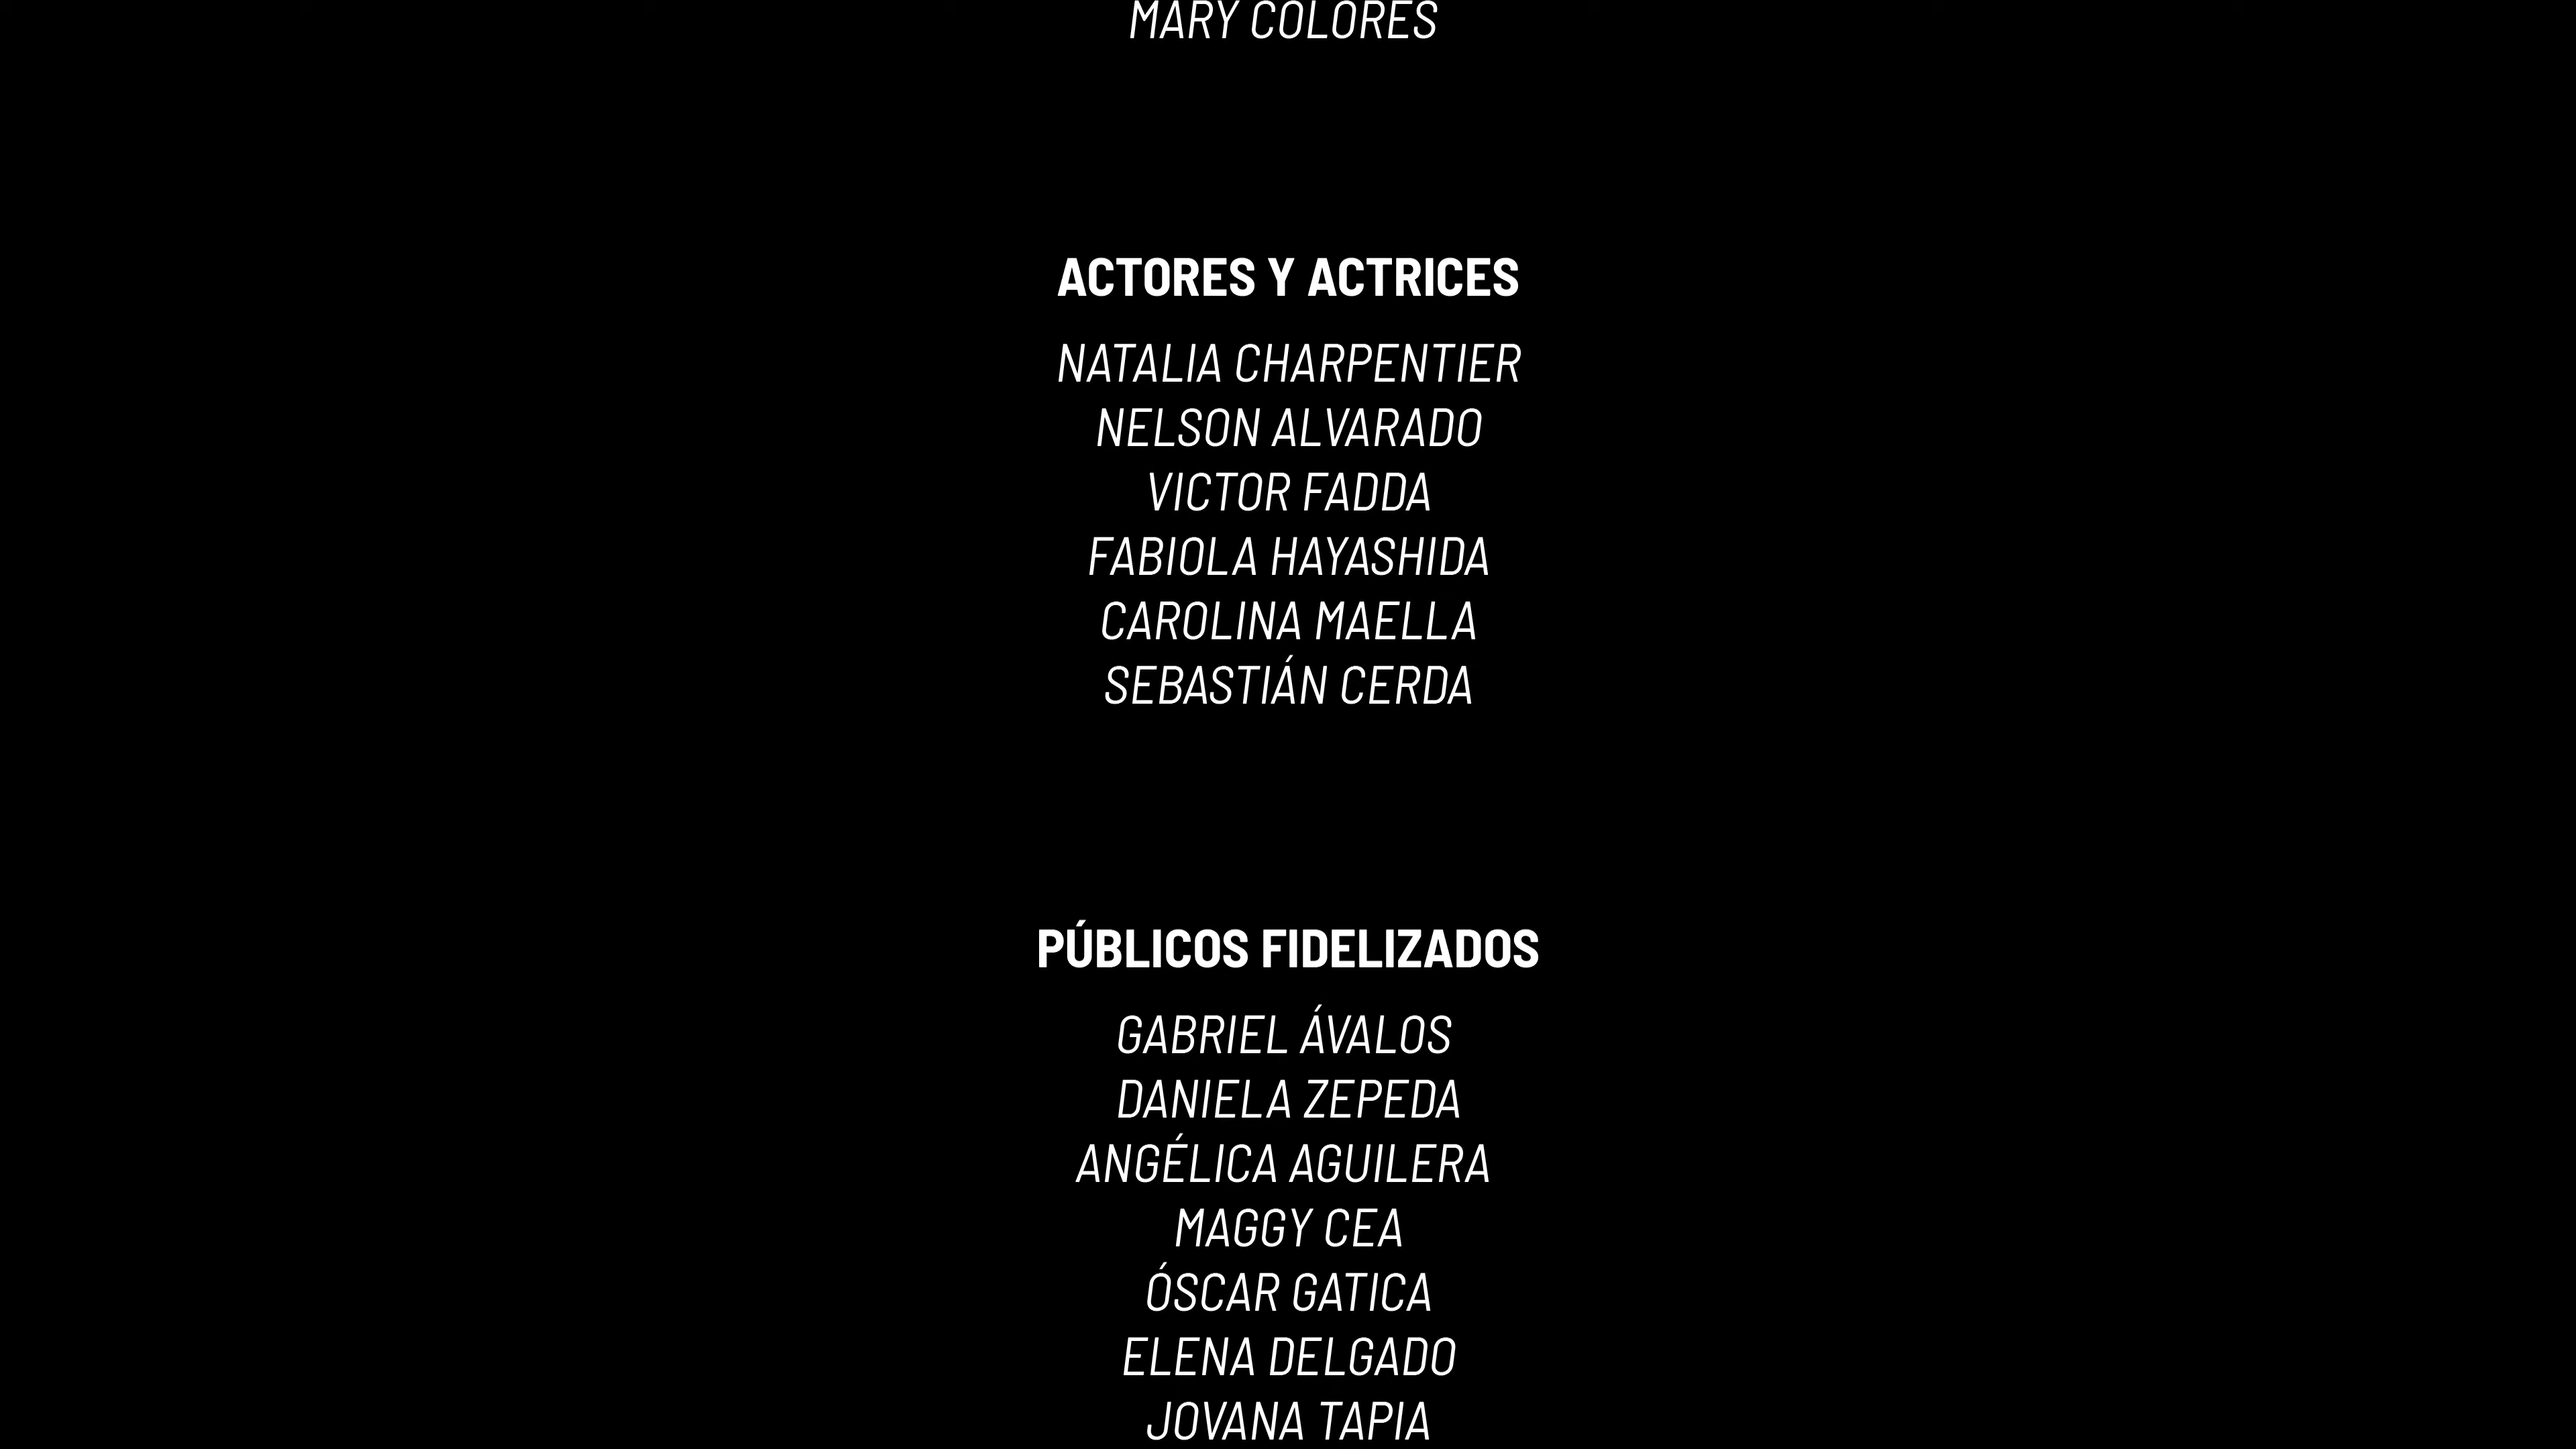 MARY COLORES
ACTORES Y ACTRICES
NATALIA CHARPENTIER
NELSON ALVARADO
VICTOR FADDA
FABIOLA HAYASHIDA
CAROLINA MAELLA
SEBASTIÁN CERDA
PÚBLICOS FIDELIZADOS
GABRIEL ÁVALOS
DANIELA ZEPEDA
ANGÉLICA AGUILERA
MAGGY CEA
ÓSCAR GATICA
ELENA DELGADO
JOVANA TAPIA